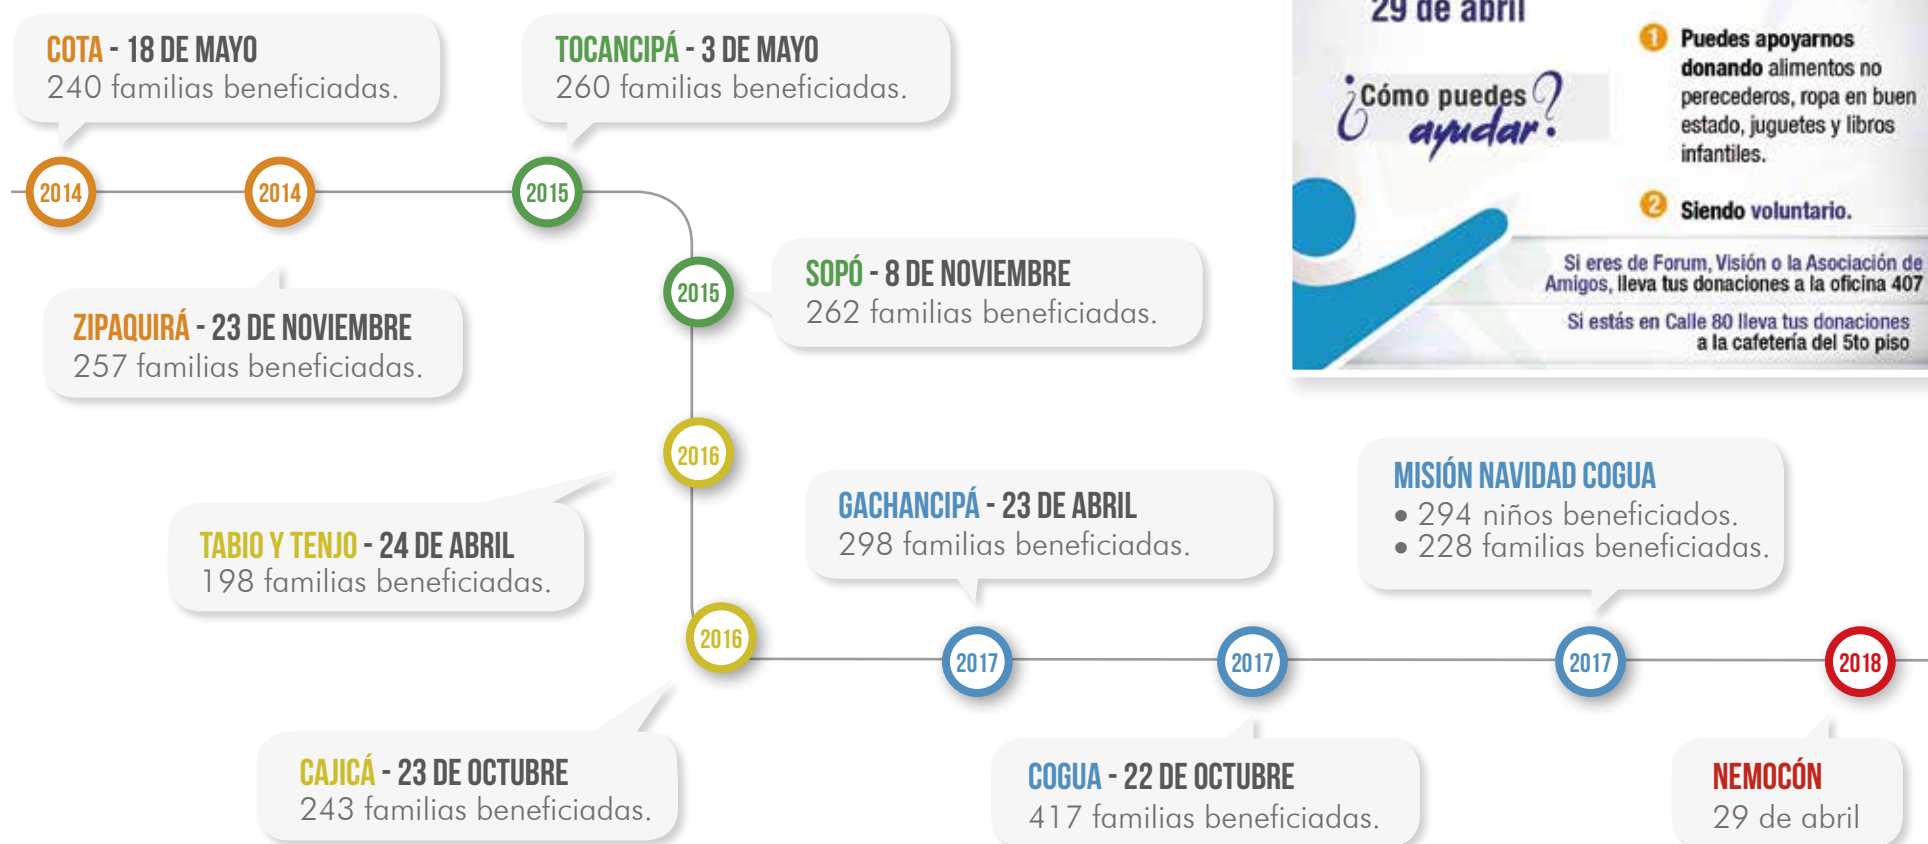 COTA - 18 DE MAYO
240 familias beneficiadas.
TOCANCIPÁ - 3 DE MAYO
260 familias beneficiadas.
2014
2014
2015
ZIPAQUIRÁ - 23 DE NOVIEMBRE
257 familias beneficiadas.
2015
SOPÓ - 8 DE NOVIEMBRE
262 familias beneficiadas.
2016
TABIO Y TENJO - 24 DE ABRIL
198 familias beneficiadas.
2016
CAJICÁ - 23 DE OCTUBRE
243 familias beneficiadas.
GACHANCIPÁ - 23 DE ABRIL
298 familias beneficiadas.
2017
2017
COGUA - 22 DE OCTUBRE
417 familias beneficiadas.
MISIÓN NAVIDAD COGUA
• 294 niños beneficiados.
• 228 familias beneficiadas.
2017
2018
NEMOCÓN
29 de abril
29 de abril
¿Cómo puedes
ayudar?
1 Puedes apoyarnos
donando alimentos no
perecederos, ropa en buen
estado, juguetes y libros
infantiles.
2 Siendo voluntario.
Si eres de Forum, Visión o la Asociación de
Amigos, lleva tus donaciones a la oficina 407
Si estás en Calle 80 lleva tus donaciones
a la cafetería del 5to piso